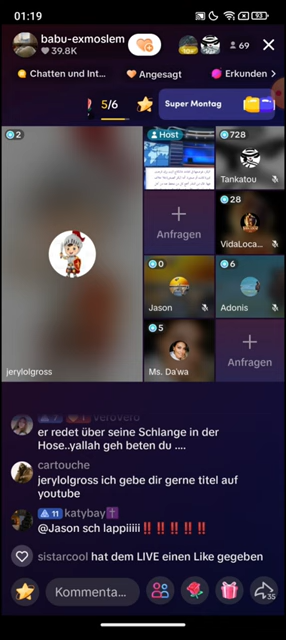 01:19
93
babu-exmoslem
39.8K
69
Chatten und Int...
Angesagt
Erkunden
5/6
Super Montag
2
Host
728
Tankatou
Anfragen
28
VidaLoca...
0
Jason
6
Adonis
5
Ms. Da'wa
Anfragen
jerylolgross
er redet über seine Schlange in der
Hose..yallah geh beten du ....
cartouche
jerylolgross ich gebe dir gerne titel auf
youtube
11 katybay
@Jason sch lappiiiii‼️‼️‼️‼️‼️
sistarcool hat dem LIVE einen Like gegeben
Kommenta...
35